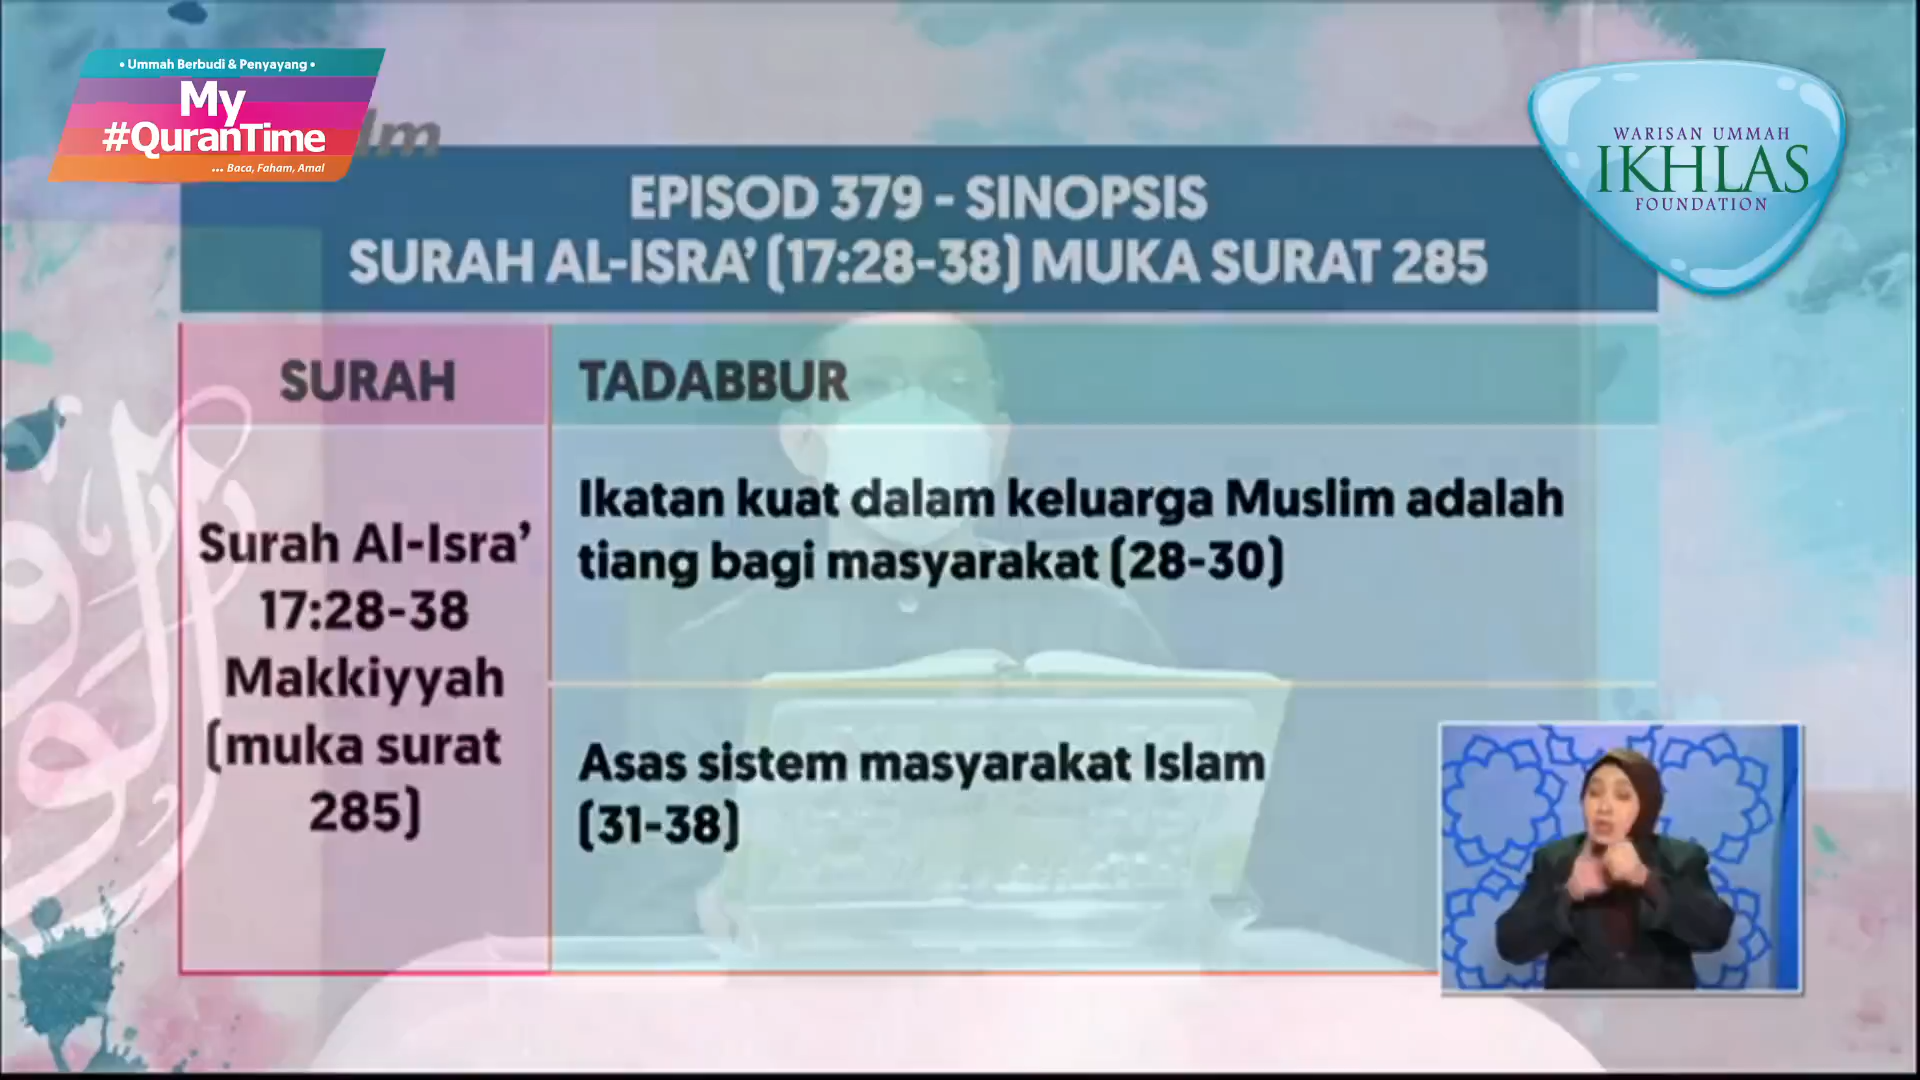 • Ummah Berbudi & Penyayang •
My
#QuranTime
... Baca, Faham, Amal
WARISAN UMMAH
IKHLAS
FOUNDATION
EPISOD 379 - SINOPSIS
SURAH AL-ISRA’ (17:28-38) MUKA SURAT 285
SURAH
TADABBUR
Surah Al-Isra’
17:28-38
Makkiyyah
(muka surat
285)
Ikatan kuat dalam keluarga Muslim adalah
tiang bagi masyarakat (28-30)
Asas sistem masyarakat Islam
(31-38)